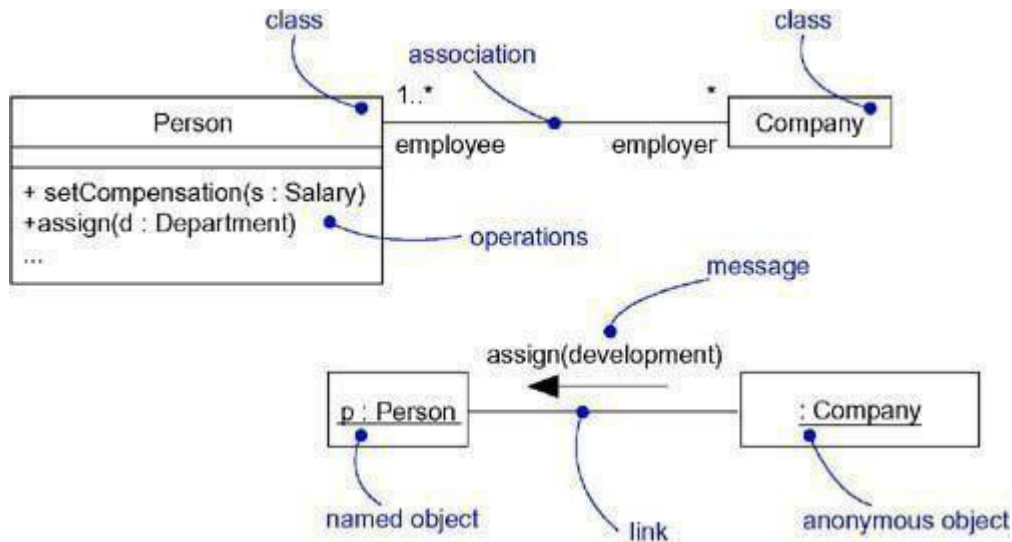 class
class
association
1..*
*
Person
Company
employee
employer
+ setCompensation(s : Salary)
+assign(d : Department)
...
operations
message
assign(development)
p : Person
: Company
named object
link
anonymous object